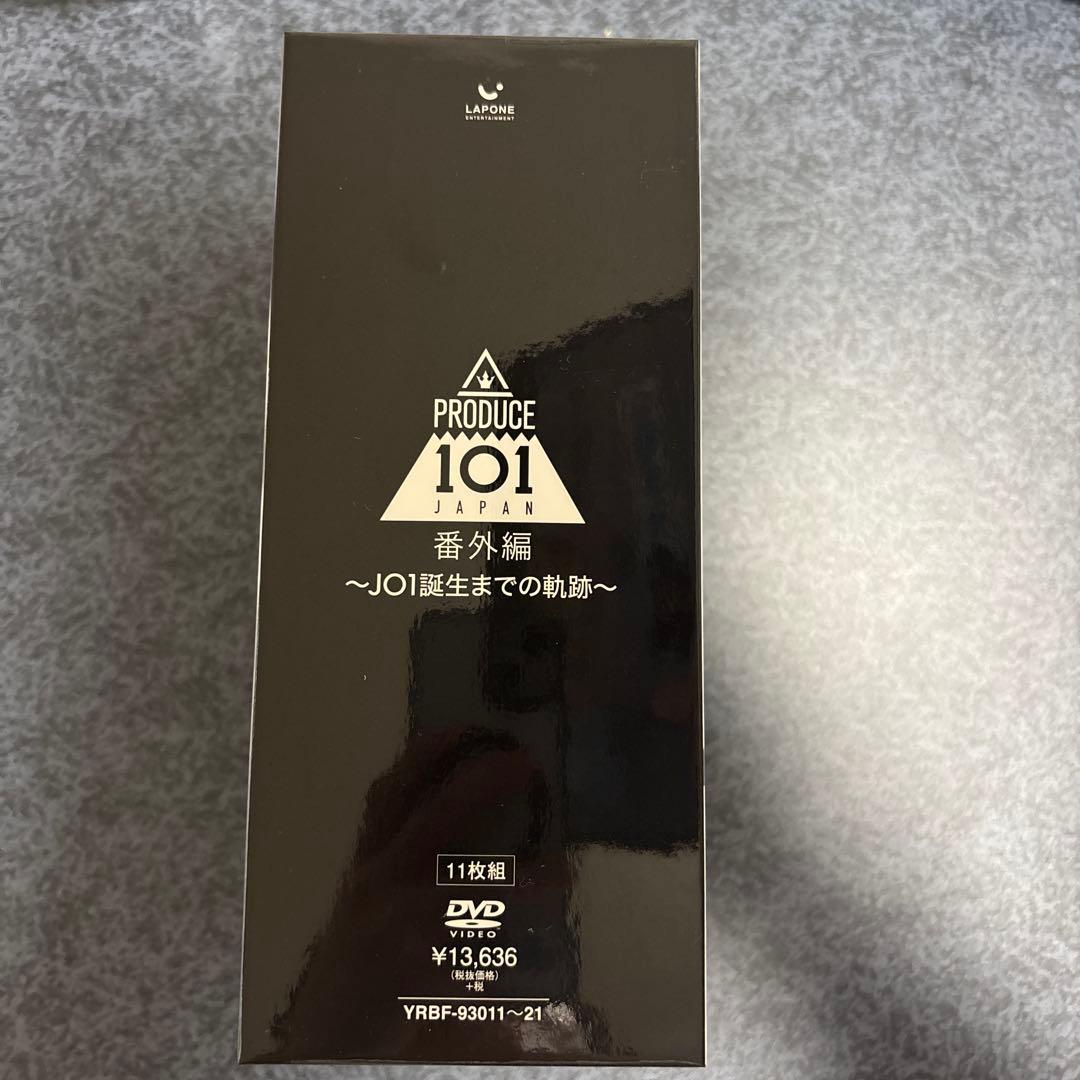 LAPONE
ENTERTAINMENT
PRODUCE
101
JAPAN
番外編
～JO1誕生までの軌跡～
11枚組
DVD
VIDEO
¥13,636
(税抜価格)
+税
YRBF-93011～21